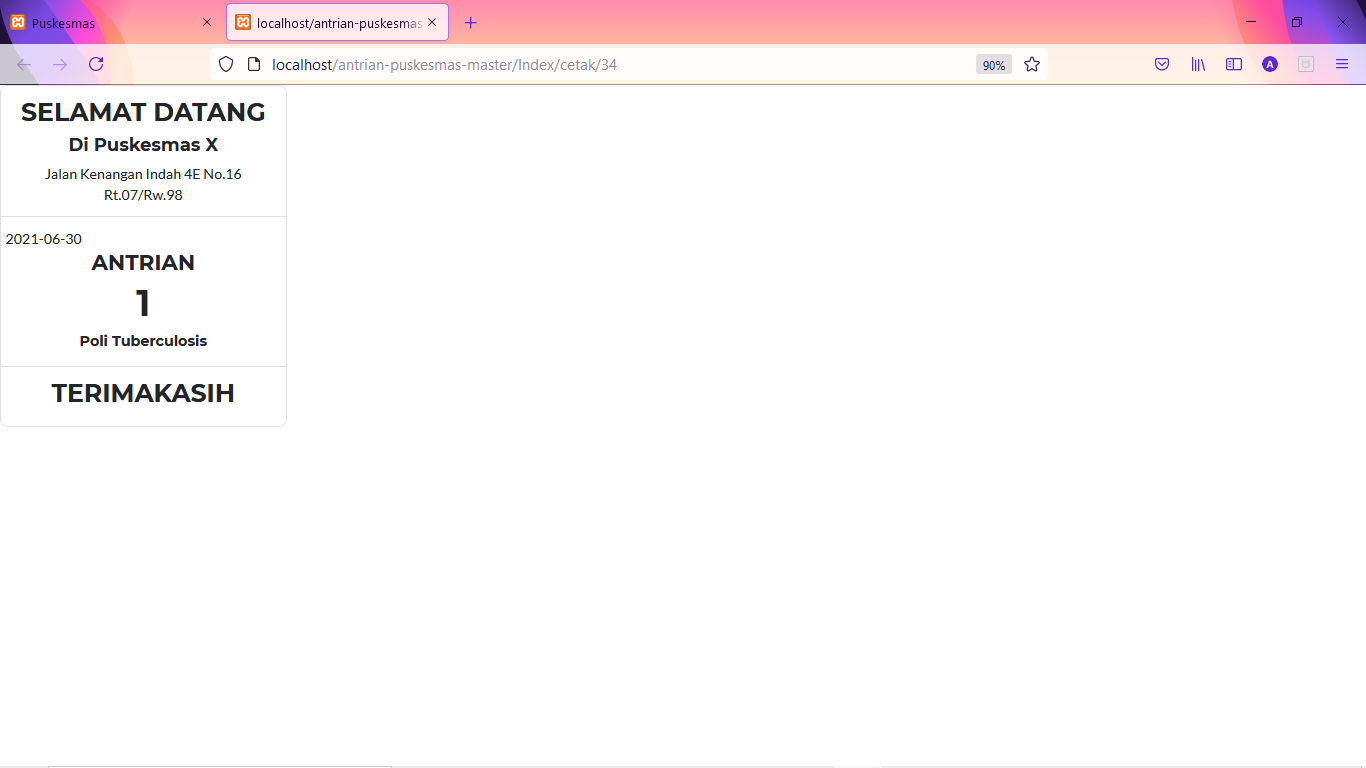 Puskesmas
localhost/antrian-puskesmas
localhost/antrian-puskesmas-master/Index/cetak/34
90%
A
SELAMAT DATANG
Di Puskesmas X
Jalan Kenangan Indah 4E No.16
Rt.07/Rw.98
2021-06-30
ANTRIAN
1
Poli Tuberculosis
TERIMAKASIH